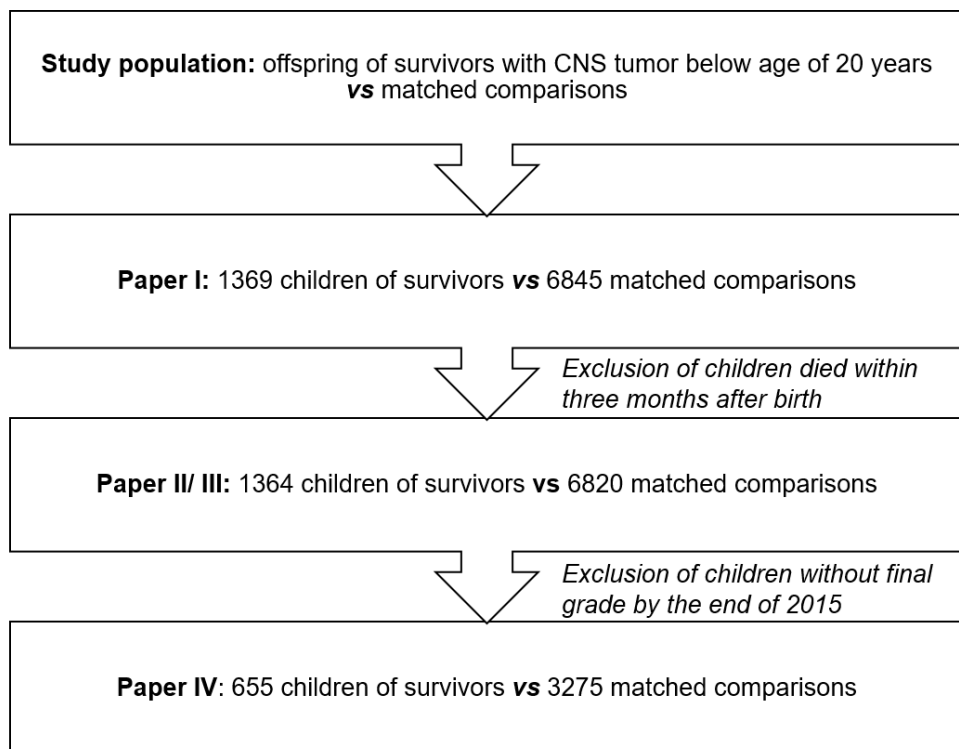 Study population: offspring of survivors with CNS tumor below age of 20 years
vs matched comparisons
Paper I: 1369 children of survivors vs 6845 matched comparisons
Exclusion of children died within
three months after birth
Paper II/ III: 1364 children of survivors vs 6820 matched comparisons
Exclusion of children without final
grade by the end of 2015
Paper IV: 655 children of survivors vs 3275 matched comparisons